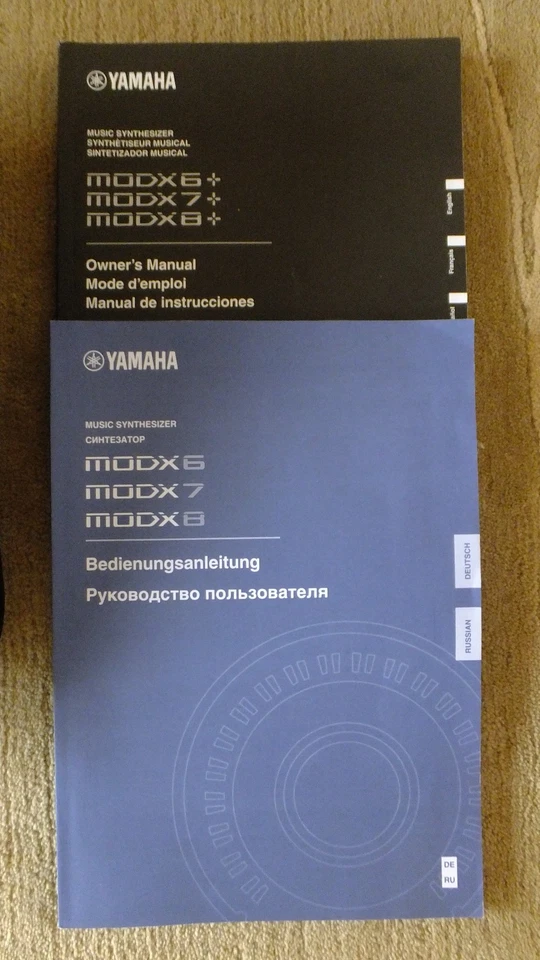 YAMAHA
MUSIC SYNTHESIZER
SYNTHÉTISEUR MUSICAL
SINTETIZADOR MUSICAL
MODX6+
MODX7+
MODX8+
Owner's Manual
Mode d'emploi
Manual de instrucciones
English
Français
YAMAHA
MUSIC SYNTHESIZER
СИНТЕЗАТОР
MODX6
MODX7
MODX8
Bedienungsanleitung
Руководство пользователя
DEUTSCH
RUSSIAN
DE
RU